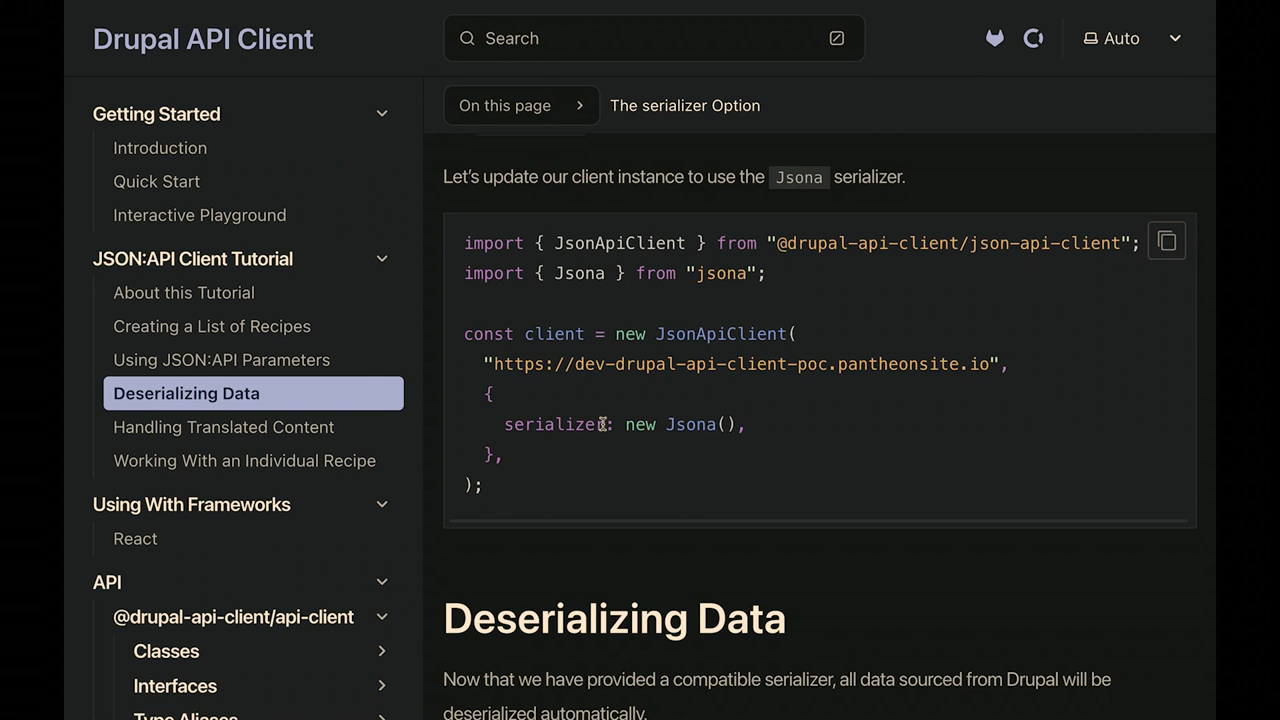 Drupal API Client
Search
Auto
Getting Started
Introduction
Quick Start
Interactive Playground
JSON:API Client Tutorial
About this Tutorial
Creating a List of Recipes
Using JSON:API Parameters
Deserializing Data
Handling Translated Content
Working With an Individual Recipe
Using With Frameworks
React
API
@drupal-api-client/api-client
Classes
Interfaces
Type Aliases
On this page
The serializer Option
Let's update our client instance to use the Jsona serializer.
import { JsonApiClient } from "@drupal-api-client/json-api-client";
import { Jsona } from "jsona";
const client = new JsonApiClient(
"https://dev-drupal-api-client-poc.pantheonsite.io",
{
serializer: new Jsona(),
},
);
Deserializing Data
Now that we have provided a compatible serializer, all data sourced from Drupal will be
deserialized automatically.